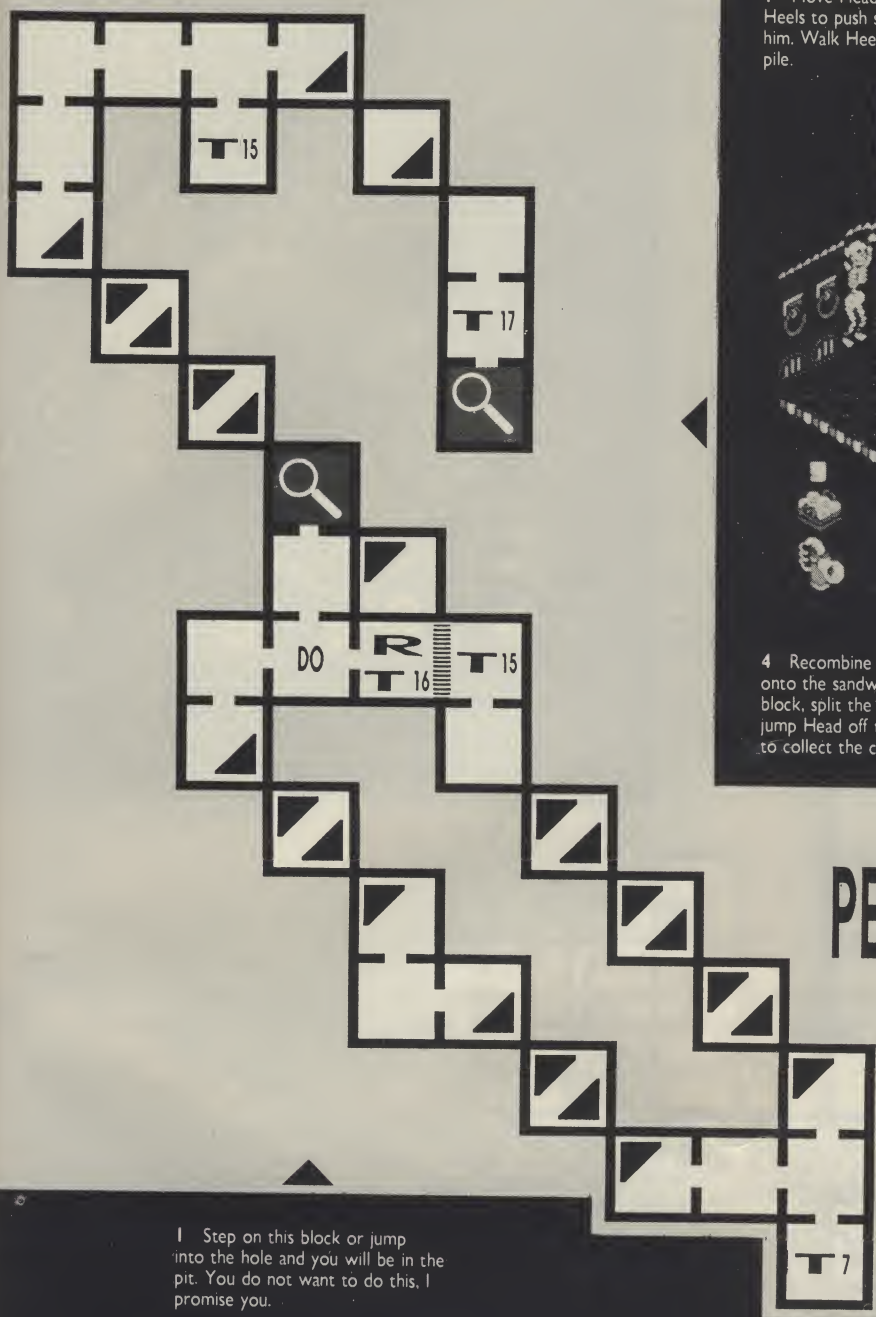 Heels to push
him. Walk
pile.
T 15
T 17
DO
R
T 16
T 15
4 Recombine
onto the
block, split the
jump Head off
to collect the
PE
1 Step on this block or jump
into the hole and you will be in the
pit. You do not want to do this, I
promise you.
T 7